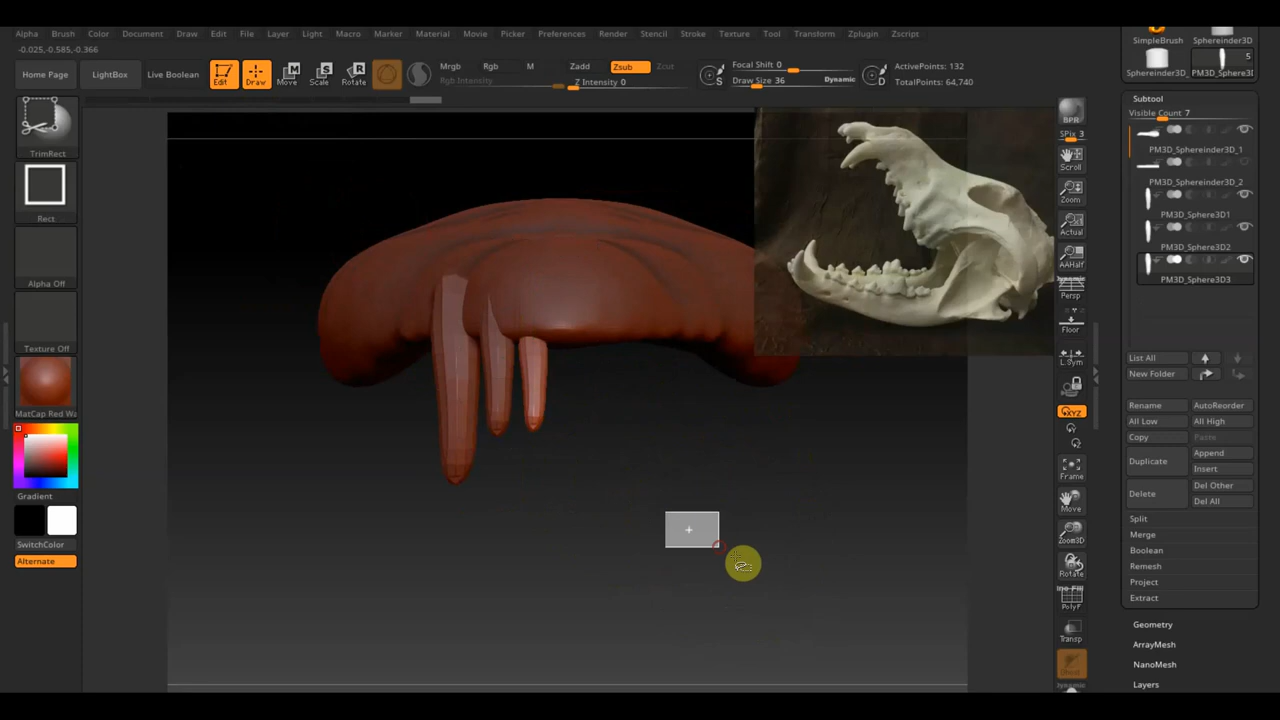 Alpha Brush Color Document Draw Edit File Layer Light Macro Marker Material Movie Picker Preferences Render Stencil Stroke Texture Tool Transform Zplugin Zscript
-0.025,-0.585,-0.366
Home Page LightBox Live Boolean Edit Draw Move Scale Rotate
Mrgb Rgb M Zadd Zsub Zcut
Rgb Intensity Z Intensity 0
S Focal Shift 0
Draw Size 36 Dynamic D
ActivePoints: 132
TotalPoints: 64,740
SimpleBrush Sphereinder3D
5
Sphereinder3D_ PM3D_Sphere3D
TrimRect
Rect
Alpha Off
Texture Off
MatCap Red Wa
Gradient
SwitchColor
Alternate
BPR
SPix 3
Scroll
Zoom
Actual
AAHalf
Dynamic
Persp
Floor
L.Sym
XYZ
Frame
Move
Zoom3D
Rotate
PolyF
Transp
Dynamic
Subtool
Visible Count 7
PM3D_Sphereinder3D_1
PM3D_Sphereinder3D_2
PM3D_Sphere3D1
PM3D_Sphere3D2
PM3D_Sphere3D3
List All
New Folder
Rename AutoReorder
All Low All High
Copy Paste
Duplicate Append
Insert
Delete Del Other
Del All
Split
Merge
Boolean
Remesh
Project
Extract
Geometry
ArrayMesh
NanoMesh
Layers